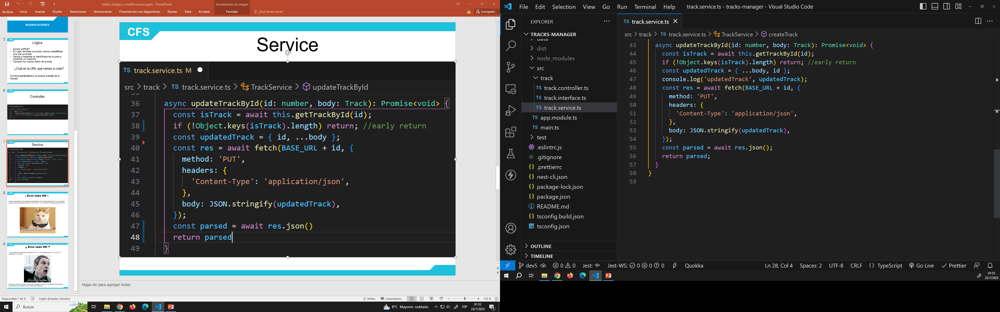 bettini_6 Bajas y modificaciones.pptx - PowerPoint
Herramientas de imagen
Archivo Inicio Insertar Diseño Transiciones Animaciones Presentación con diapositivas Revisar Vista Acrobat Formato ¿Qué desea hacer? Compartir
MODIFICACIONES
5
CFS
Lógica
• Similar al POST
• En lugar de crear una pista, vamos a modificar
una que ya existe.
• Vamos a necesitar el identificadorde la pista a
modificar (url params).
• Tambien los nuevos datos de la pista
¿Cuál es la URL que vamos a crear?
Combina parámetros y el acceso al body de la
request
6
CFS
Controller
7
CFS
Service
8
CFS
¡ Está todo OK !
SOUNDS GOOD TO ME
9
CFS
¿ Está todo OK ?
CFS
Service
TS track.service.ts M
src > track > TS track.service.ts > TrackService > updateTrackById
36 async updateTrackById(id: number, body: Track): Promise<void> {
37 const isTrack = await this.getTrackById(id);
38 if (!Object.keys(isTrack).length) return; //early return
39 const updatedTrack = { id, ...body };
40 const res = await fetch(BASE_URL + id, {
41 method: 'PUT',
42 headers: {
43 'Content-Type': 'application/json',
44 },
45 body: JSON.stringify(updatedTrack),
46 });
47 const parsed = await res.json()
48 return parsed
49 }
Haga clic para agregar notas
Diapositiva 7 de 9 Inglés (Estados Unidos) Notas Comentarios 135 %
Buscar 8°C Mayorm. nublado ESP 01:53
23/7/2023 1
File Edit Selection View Go Run Terminal Help track.service.ts - tracks-manager - Visual Studio Code
EXPLORER
TRACKS-MANAGER
data
dist
node_modules
src
track
TS track.controller.ts
TS track.interface.ts
TS track.service.ts
TS app.module.ts
TS main.ts
test
.eslintrc.js
.gitignore
{} .prettierrc
{} nest-cli.json
{} package-lock.json
{} package.json
README.md
{} tsconfig.build.json
TS tsconfig.json
OUTLINE
TIMELINE
TS track.service.ts
src > track > TS track.service.ts > TrackService > createTrack
43 async updateTrackById(id: number, body: Track): Promise<void> {
44 const isTrack = await this.getTrackById(id);
45 if (!Object.keys(isTrack).length) return; //early return
46 const updatedTrack = { ...body, id };
47 console.log('updatedTrack', updatedTrack);
48 const res = await fetch(BASE_URL + id, {
49 method: 'PUT',
50 headers: {
51 'Content-Type': 'application/json',
52 },
53 body: JSON.stringify(updatedTrack),
54 });
55 const parsed = await res.json();
56 return parsed;
57 }
58 }
59
dev5 0 0 Jest: Jest-WS: 0 0 0 Quokka Ln 28, Col 4 Spaces: 2 UTF-8 CRLF {} TypeScript Go Live Prettier
01:53
23/7/2023